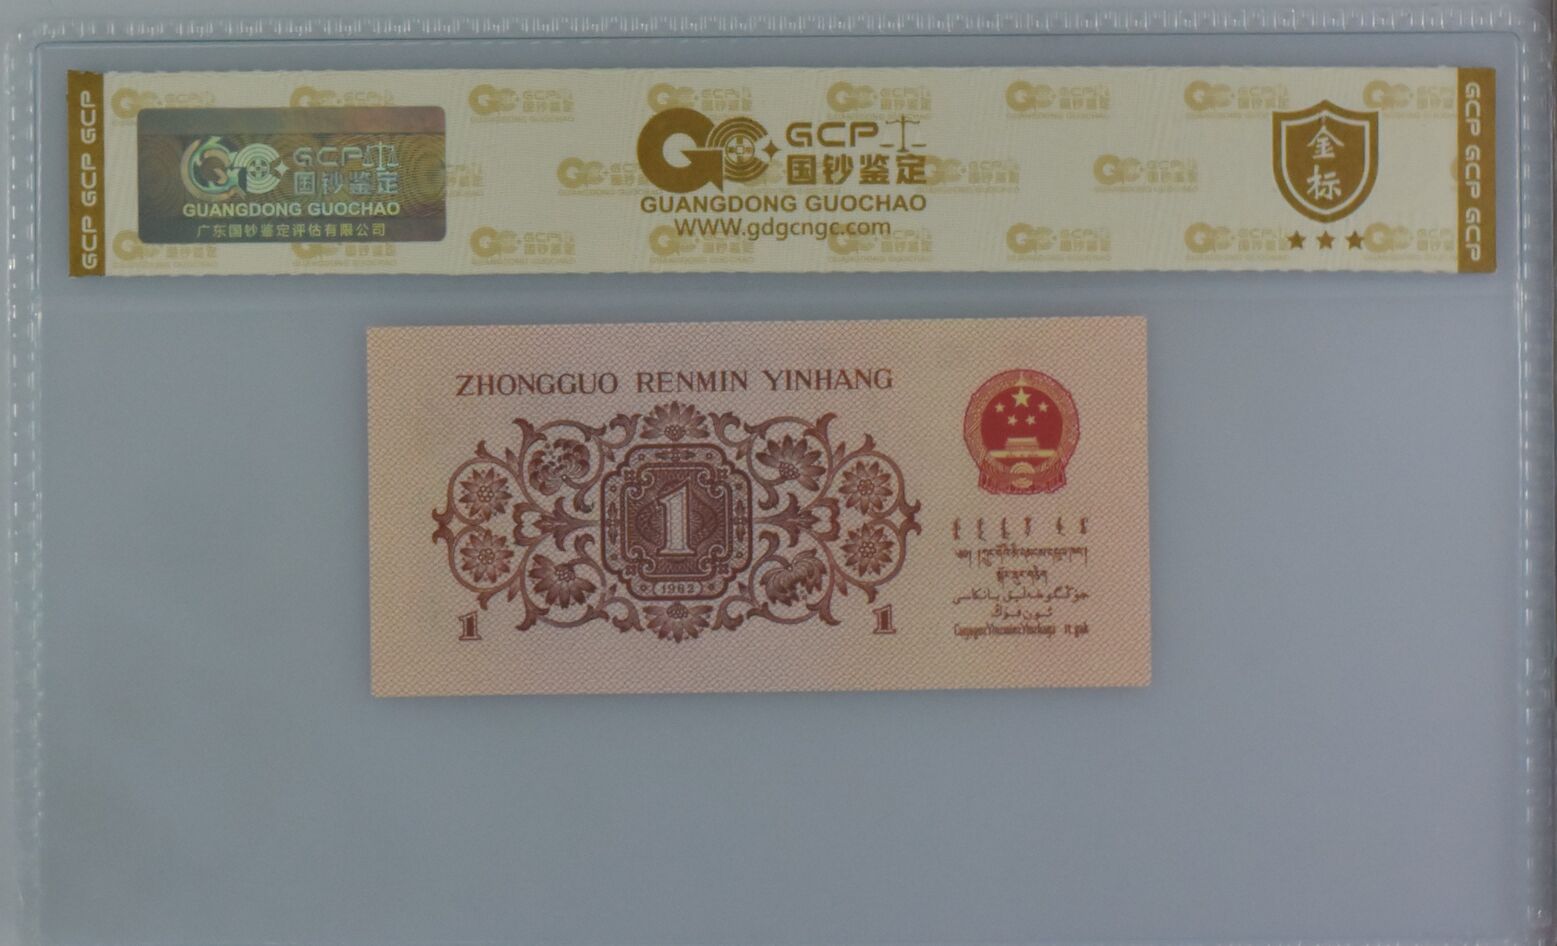 GCP GCP GCP
GCP
国钞鉴定
GUANGDONG GUOCHAO
广东国钞鉴定评估有限公司
GCP
国钞鉴定
GUANGDONG GUOCHAO
WWW.gdgcngc.com
金标
GCP GCP GCP
ZHONGGUO RENMIN YINHANG
1
(1962)
1
1